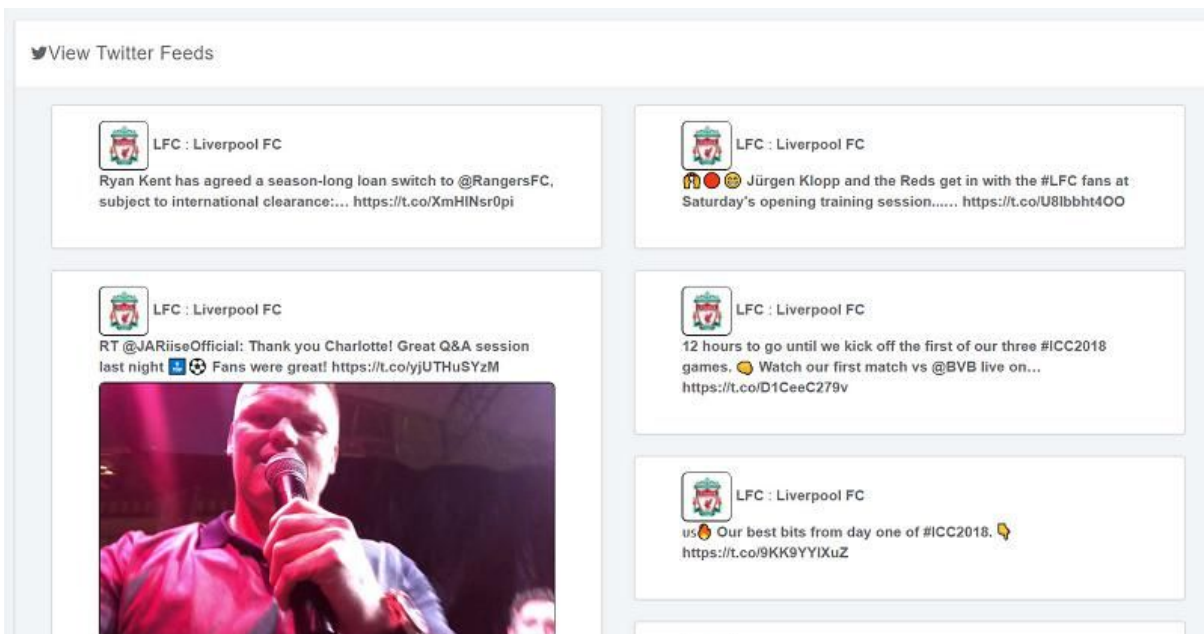 View Twitter Feeds
LFC : Liverpool FC
Ryan Kent has agreed a season-long loan switch to @RangersFC,
subject to international clearance:… https://t.co/XmHlNsr0pi
LFC : Liverpool FC
RT @JARiiseOfficial: Thank you Charlotte! Great Q&A session
last night 🔝⚽ Fans were great! https://t.co/yjUTHuSYzM
LFC : Liverpool FC
🙌🔴😁 Jürgen Klopp and the Reds get in with the #LFC fans at
Saturday's opening training session...… https://t.co/U8lbbht4OO
LFC : Liverpool FC
12 hours to go until we kick off the first of our three #ICC2018
games. 👊 Watch our first match vs @BVB live on…
https://t.co/D1CeeC279v
LFC : Liverpool FC
us🔥 Our best bits from day one of #ICC2018. 👇
https://t.co/9KK9YYlXuZ